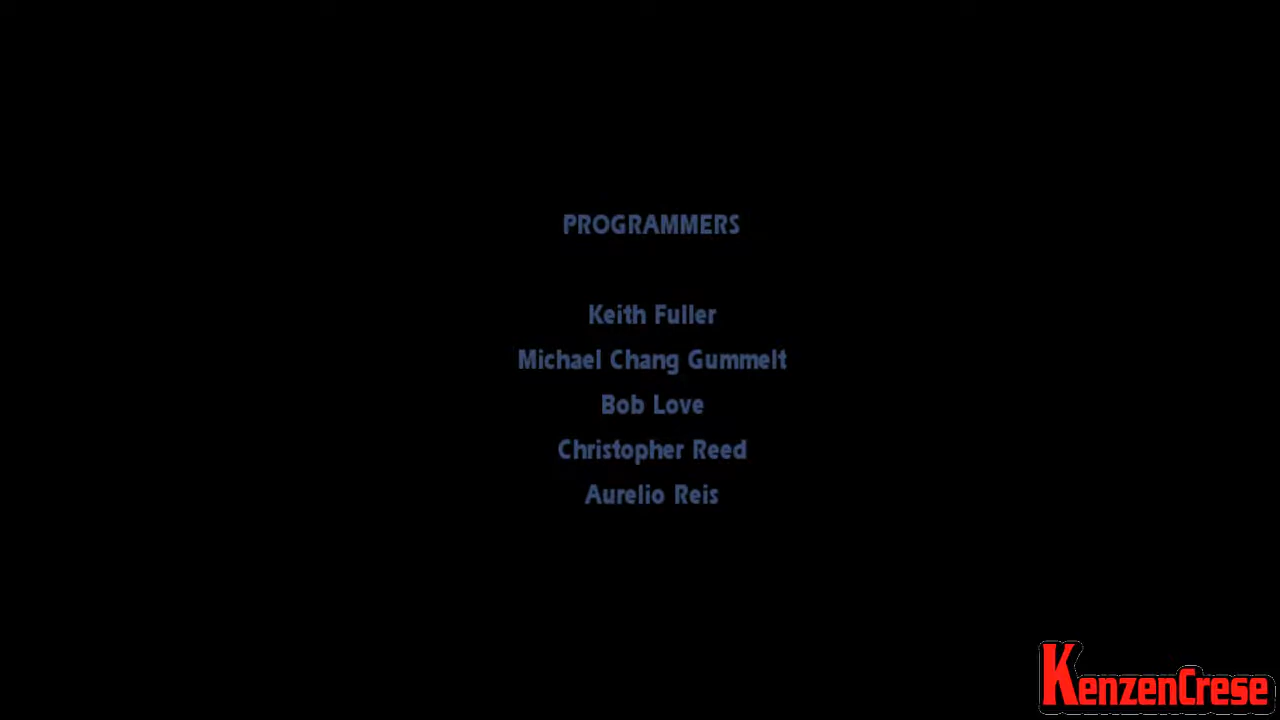 PROGRAMMERS
Keith Fuller
Michael Chang Gummelt
Bob Love
Christopher Reed
Aurelio Reis
KenzenCrese